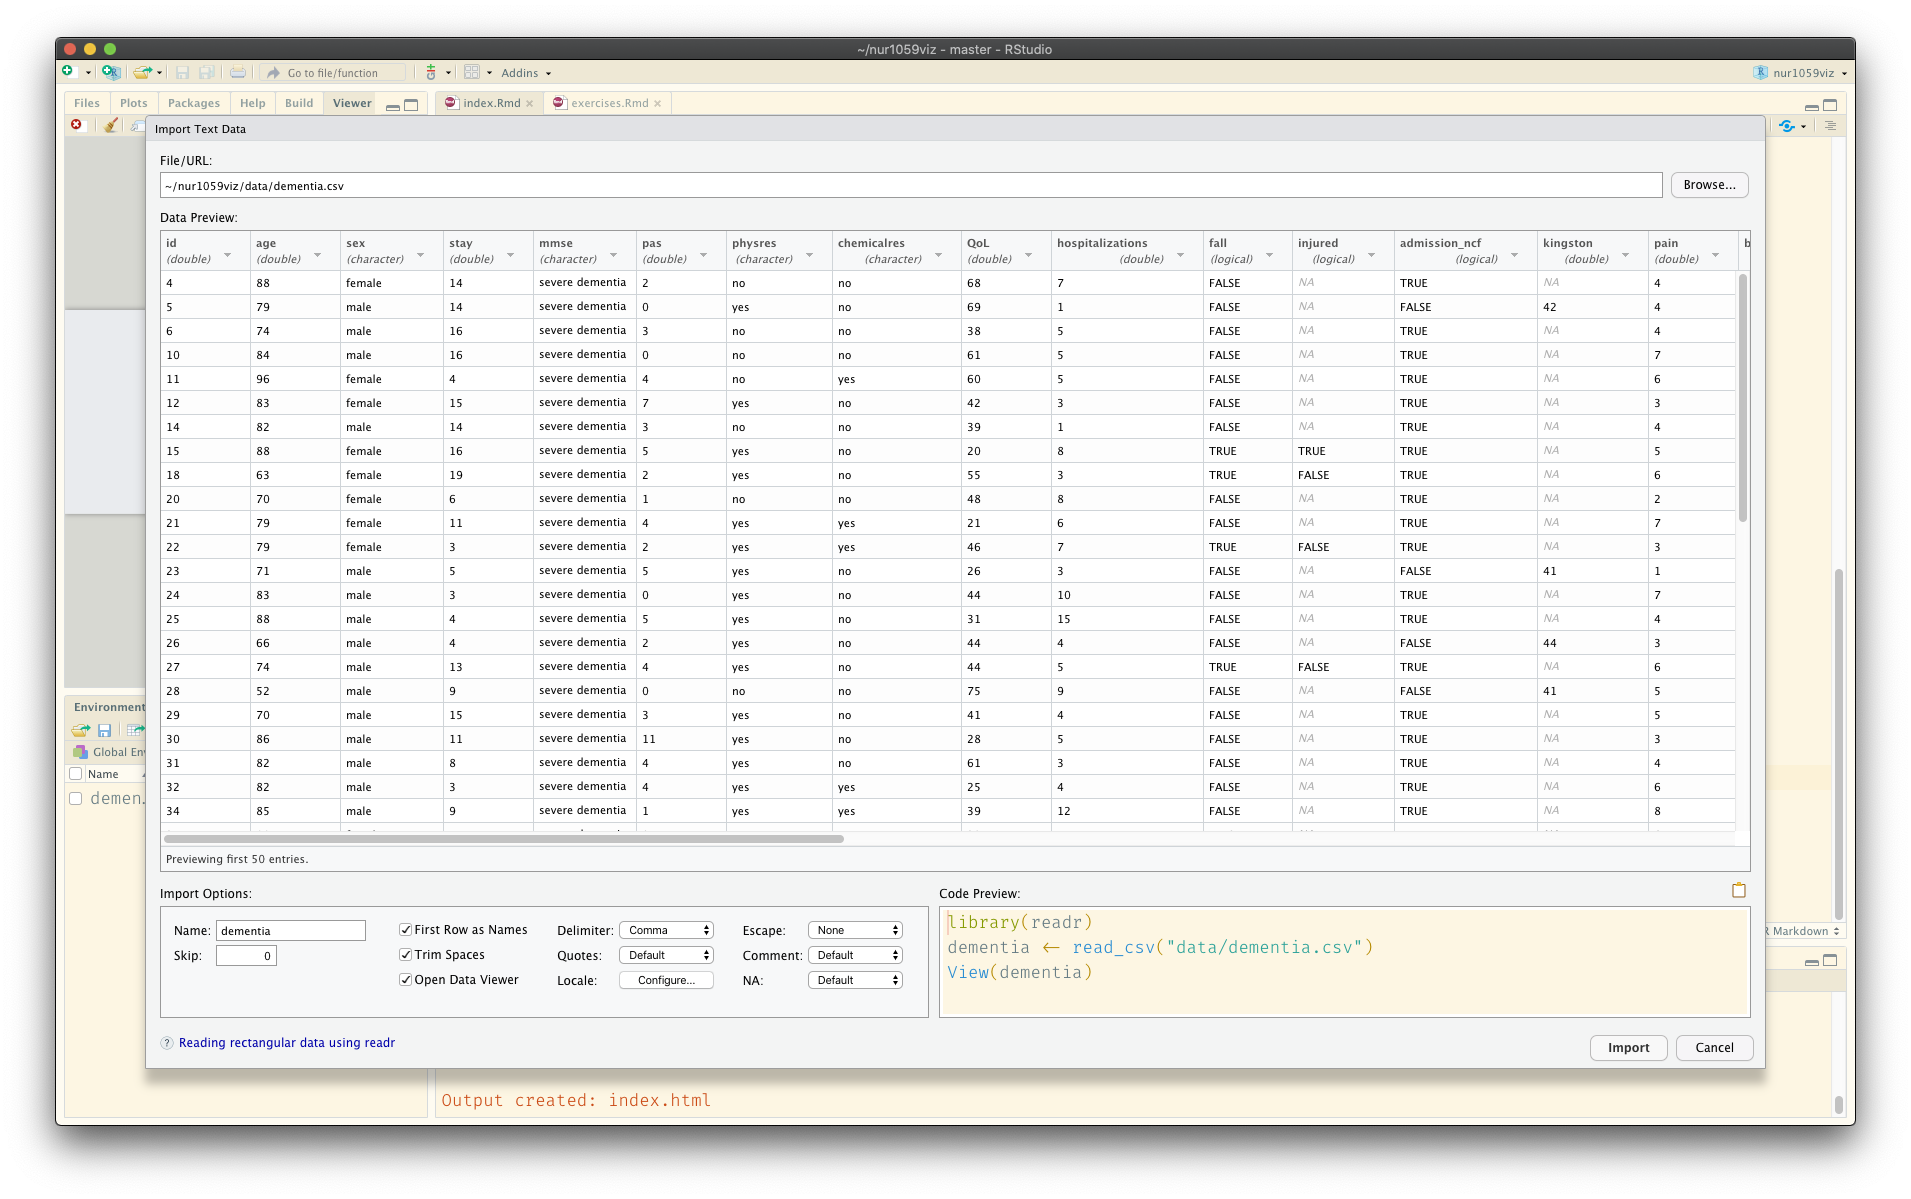 ~/nur1059viz - master - RStudio
Go to file/function Addins nur1059viz
Files Plots Packages Help Build Viewer index.Rmd exercises.Rmd
Import Text Data
File/URL:
~/nur1059viz/data/dementia.csv Browse...
Data Preview:
id age sex stay mmse pas physres chemicalres QoL hospitalizations fall injured admission_ncf kingston pain b
(double) (double) (character) (double) (character) (double) (character) (character) (double) (double) (logical) (logical) (logical) (double) (double)
4 88 female 14 severe dementia 2 no no 68 7 FALSE NA TRUE NA 4
5 79 male 14 severe dementia 0 yes no 69 1 FALSE NA FALSE 42 4
6 74 male 16 severe dementia 3 no no 38 5 FALSE NA TRUE NA 4
10 84 male 16 severe dementia 0 no no 61 5 FALSE NA TRUE NA 7
11 96 female 4 severe dementia 4 no yes 60 5 FALSE NA TRUE NA 6
12 83 female 15 severe dementia 7 yes no 42 3 FALSE NA TRUE NA 3
14 82 male 14 severe dementia 3 no no 39 1 FALSE NA TRUE NA 4
15 88 female 16 severe dementia 5 yes no 20 8 TRUE TRUE TRUE NA 5
18 63 female 19 severe dementia 2 yes no 55 3 TRUE FALSE TRUE NA 6
20 70 female 6 severe dementia 1 no no 48 8 FALSE NA TRUE NA 2
21 79 female 11 severe dementia 4 yes yes 21 6 FALSE NA TRUE NA 7
22 79 female 3 severe dementia 2 yes yes 46 7 TRUE FALSE TRUE NA 3
23 71 male 5 severe dementia 5 yes no 26 3 FALSE NA FALSE 41 1
24 83 male 3 severe dementia 0 yes no 44 10 FALSE NA TRUE NA 7
25 88 male 4 severe dementia 5 yes no 31 15 FALSE NA TRUE NA 4
26 66 male 4 severe dementia 2 yes no 44 4 FALSE NA FALSE 44 3
27 74 male 13 severe dementia 4 yes no 44 5 TRUE FALSE TRUE NA 6
28 52 male 9 severe dementia 0 no no 75 9 FALSE NA FALSE 41 5
29 70 male 15 severe dementia 3 yes no 41 4 FALSE NA TRUE NA 5
30 86 male 11 severe dementia 11 yes no 28 5 FALSE NA TRUE NA 3
31 82 male 8 severe dementia 4 yes no 61 3 FALSE NA TRUE NA 4
32 82 male 3 severe dementia 4 yes yes 25 4 FALSE NA TRUE NA 6
34 85 male 9 severe dementia 1 yes yes 39 12 FALSE NA TRUE NA 8
Previewing first 50 entries.
Environment
Global En
Name
demen.
Import Options:
Name: dementia First Row as Names Delimiter: Comma Escape: None
Skip: 0 Trim Spaces Quotes: Default Comment: Default
Open Data Viewer Locale: Configure... NA: Default
Code Preview:
library(readr)
dementia <- read_csv("data/dementia.csv")
View(dementia)
R Markdown
Reading rectangular data using readr
Import Cancel
Output created: index.html